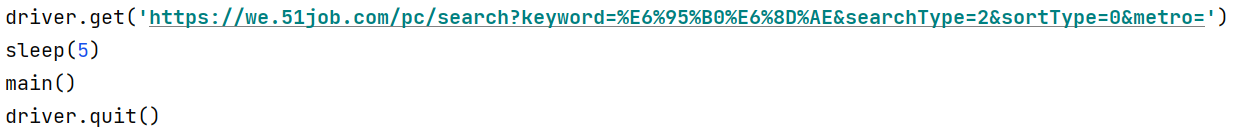 driver.get('https://we.51job.com/pc/search?keyword=%E6%95%B0%E6%8D%AE&searchType=2&sortType=0&metro=')
sleep(5)
main()
driver.quit()